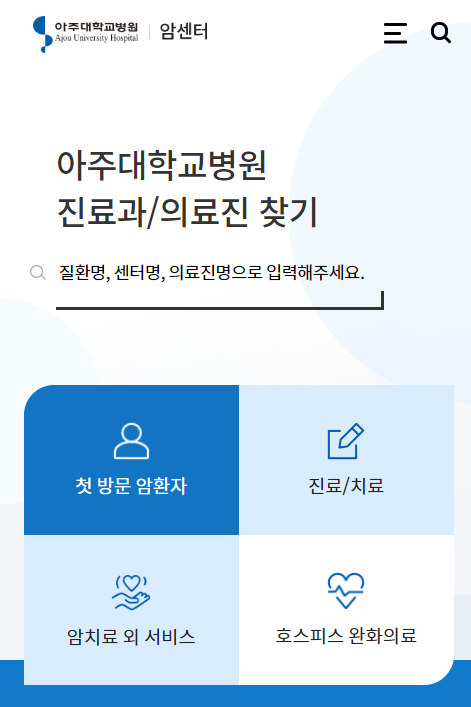 아주대학교병원
Ajou University Hospital
암센터
아주대학교병원
진료과/의료진 찾기
질환명, 센터명, 의료진명으로 입력해주세요.
첫 방문 암환자
진료/치료
암치료 외 서비스
호스피스 완화의료